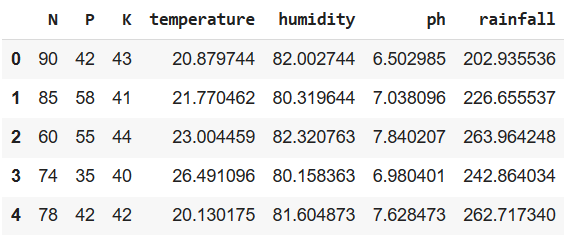 N P K temperature humidity ph rainfall
0 90 42 43 20.879744 82.002744 6.502985 202.935536
1 85 58 41 21.770462 80.319644 7.038096 226.655537
2 60 55 44 23.004459 82.320763 7.840207 263.964248
3 74 35 40 26.491096 80.158363 6.980401 242.864034
4 78 42 42 20.130175 81.604873 7.628473 262.717340